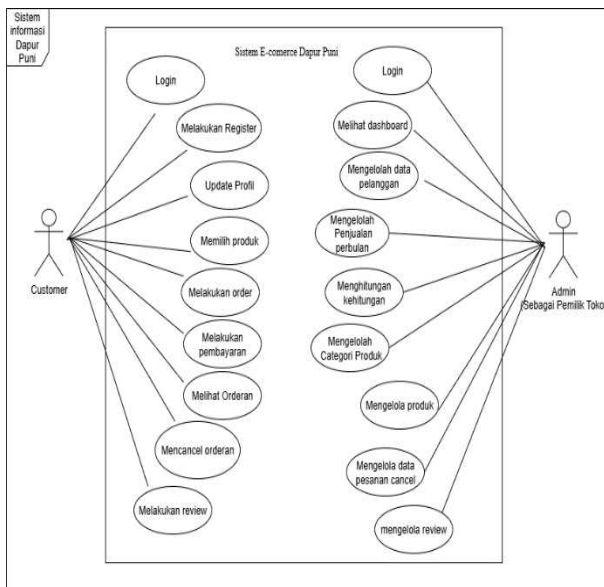 Sistem
informasi
Dapur
Puni
Sistem E-comerce Dapur Puni
Login
Melakukan Register
Update Profil
Memilih produk
Melakukan order
Melakukan
pembayaran
Melihat Orderan
Mencancel orderan
Melakukan review
Customer
Login
Melihat dashboard
Mengelolah data
pelanggan
Mengelolah
Penjualan perbulan
Menghitungan
kehitungan
Mengelolah
Categori Produk
Mengelola produk
Mengelola data
pesanan cancel
mengelola review
Admin
(Sebagai Pemilik Toko